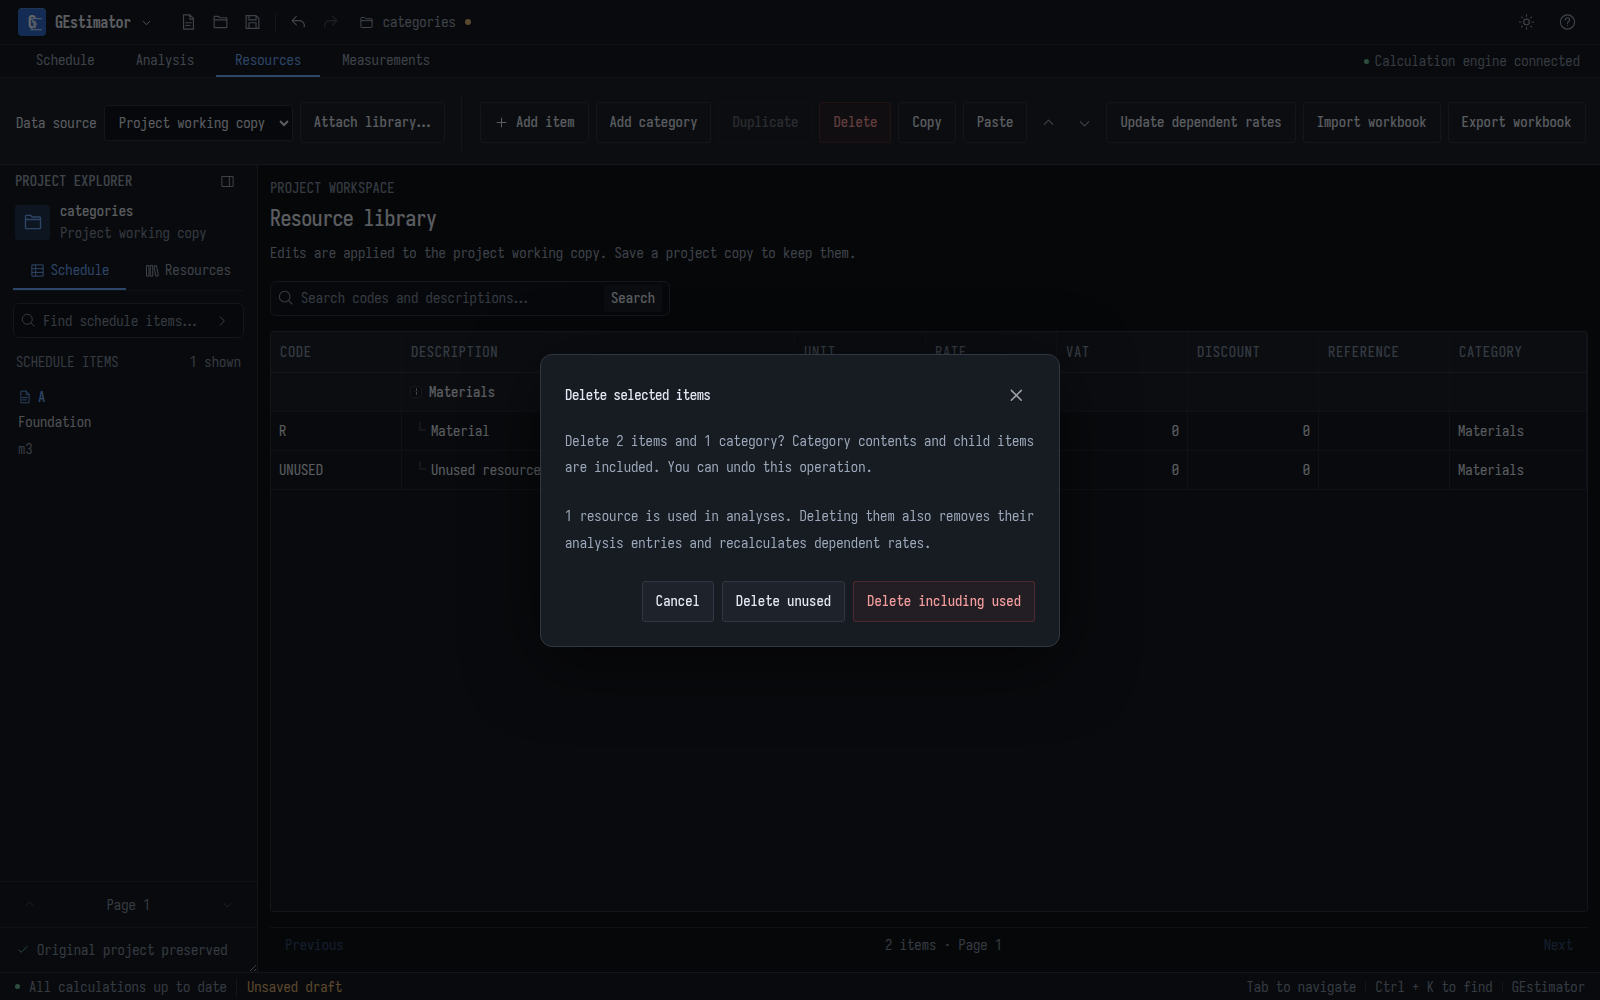 GEstimator
categories
Schedule
Analysis
Resources
Measurements
Calculation engine connected
Data source
Project working copy
Attach library...
Add item
Add category
Duplicate
Delete
Copy
Paste
Update dependent rates
Import workbook
Export workbook
PROJECT EXPLORER
categories
Project working copy
Schedule
Resources
Find schedule items...
SCHEDULE ITEMS
1 shown
A
Foundation
m3
Page 1
Original project preserved
PROJECT WORKSPACE
Resource library
Edits are applied to the project working copy. Save a project copy to keep them.
Search codes and descriptions...
Search
CODE
DESCRIPTION
UNIT
RATE
VAT
DISCOUNT
REFERENCE
CATEGORY
Materials
R
Material
0
0
Materials
UNUSED
Unused resource
0
0
Materials
Delete selected items
Delete 2 items and 1 category? Category contents and child items
are included. You can undo this operation.
1 resource is used in analyses. Deleting them also removes their
analysis entries and recalculates dependent rates.
Cancel
Delete unused
Delete including used
Previous
2 items · Page 1
Next
All calculations up to date
Unsaved draft
Tab to navigate
Ctrl + K to find
GEstimator